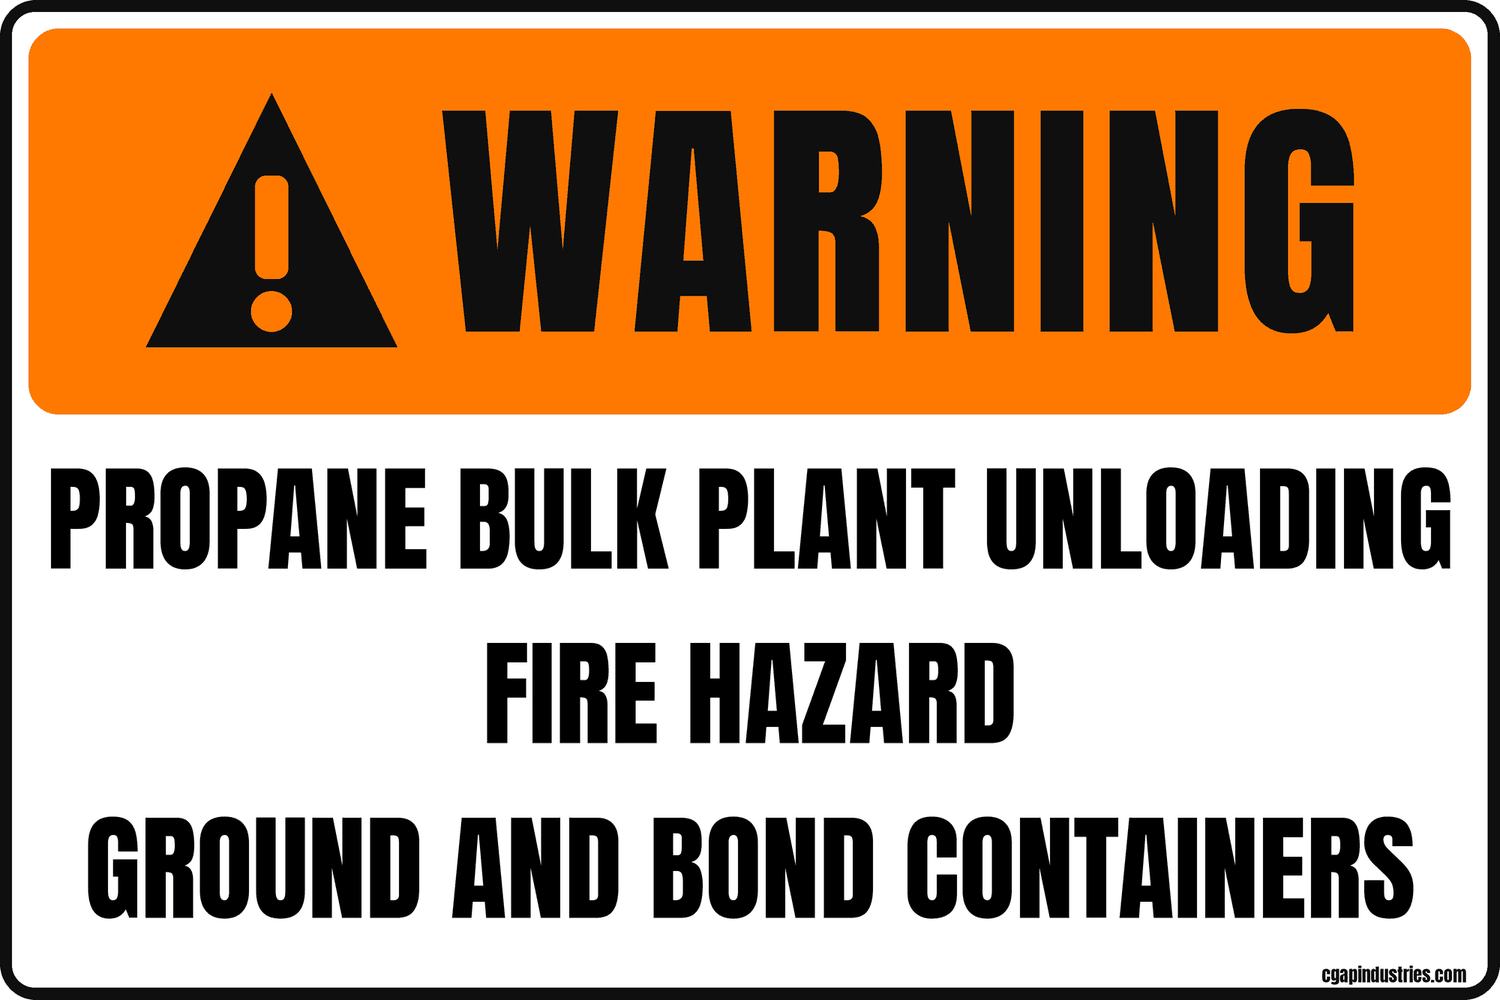 WARNING
PROPANE BULK PLANT UNLOADING
FIRE HAZARD
GROUND AND BOND CONTAINERS
cgapindustries.com